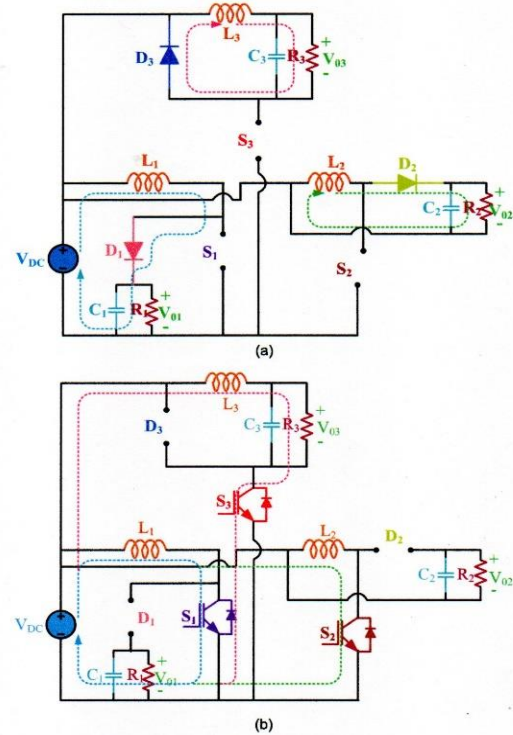 L3
D3
C3
R3
+
V03
-
S3
L1
L2
D2
C2
R2
+
V02
-
VDC
D1
S1
S2
C1
R1
+
V01
-
(a)
L3
D3
C3
R3
+
V03
-
S3
L1
L2
D2
C2
R2
+
V02
-
VDC
D1
S1
S2
C1
R1
+
V01
-
(b)